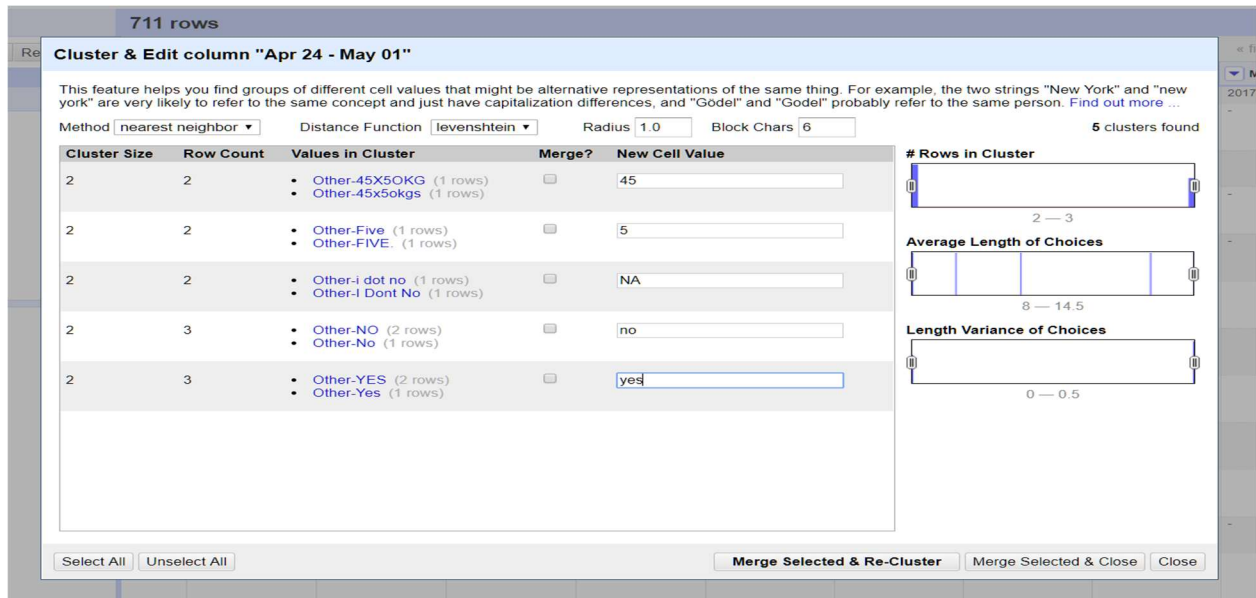 711 rows
Re
Cluster & Edit column "Apr 24 - May 01"
« fi
M
2017
This feature helps you find groups of different cell values that might be alternative representations of the same thing. For example, the two strings "New York" and "new
york" are very likely to refer to the same concept and just have capitalization differences, and "Gödel" and "Godel" probably refer to the same person. Find out more ...
Method nearest neighbor Distance Function levenshtein Radius 1.0 Block Chars 6 5 clusters found
Cluster Size Row Count Values in Cluster Merge? New Cell Value
2 2 • Other-45X5OKG (1 rows) 45
• Other-45x5okgs (1 rows)
2 2 • Other-Five (1 rows) 5
• Other-FIVE. (1 rows)
2 2 • Other-i dot no (1 rows) NA
• Other-I Dont No (1 rows)
2 3 • Other-NO (2 rows) no
• Other-No (1 rows)
2 3 • Other-YES (2 rows) yes
• Other-Yes (1 rows)
# Rows in Cluster
2 — 3
Average Length of Choices
8 — 14.5
Length Variance of Choices
0 — 0.5
Select All Unselect All Merge Selected & Re-Cluster Merge Selected & Close Close